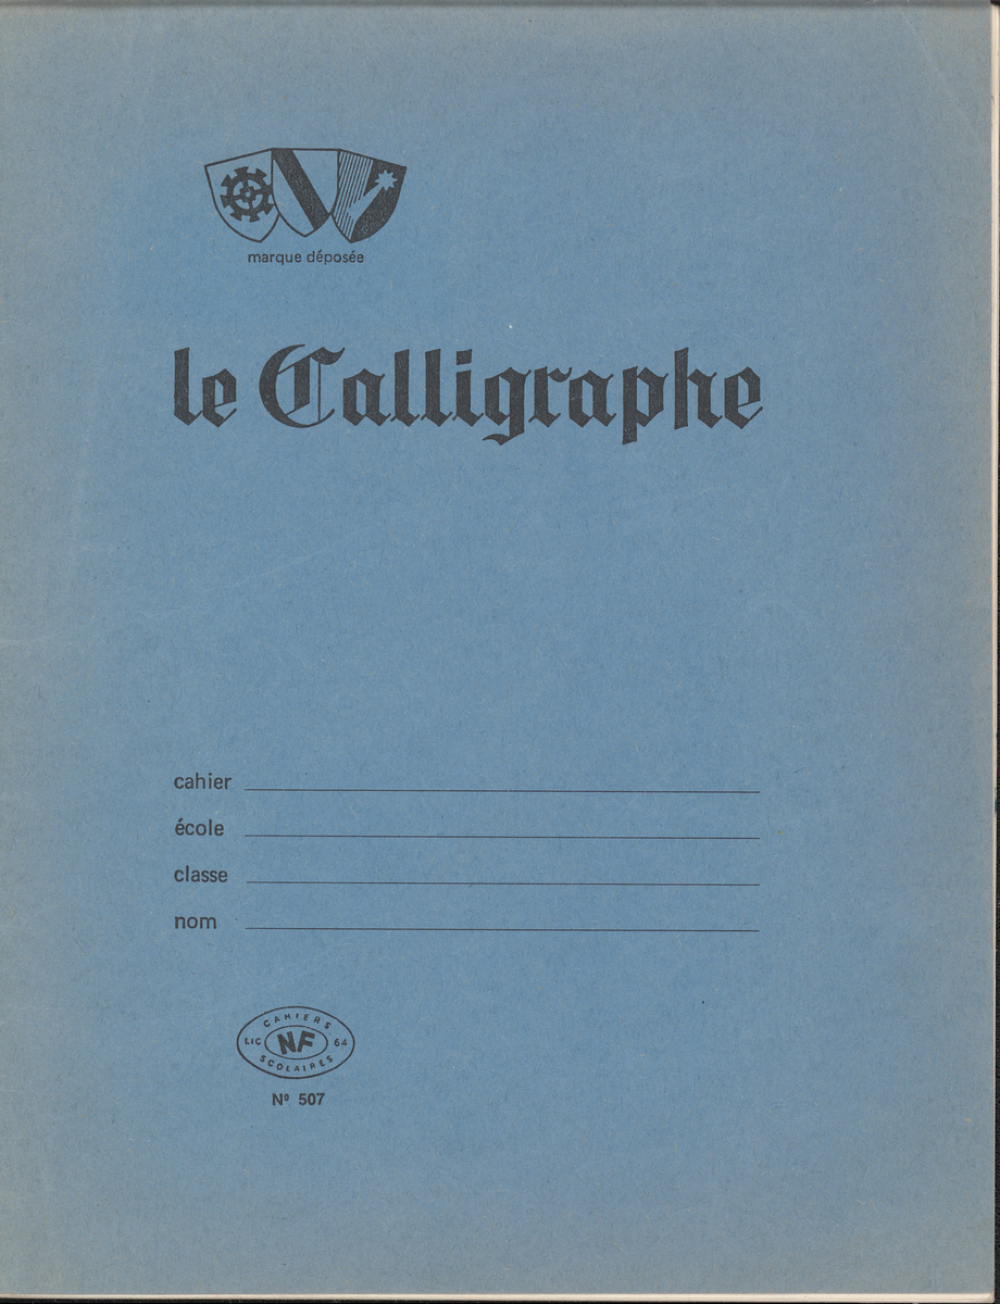 marque déposée
le Calligraphe
cahier
école
classe
nom
CAHIERS
LIC NF 64
SCOLAIRES
Nº 507